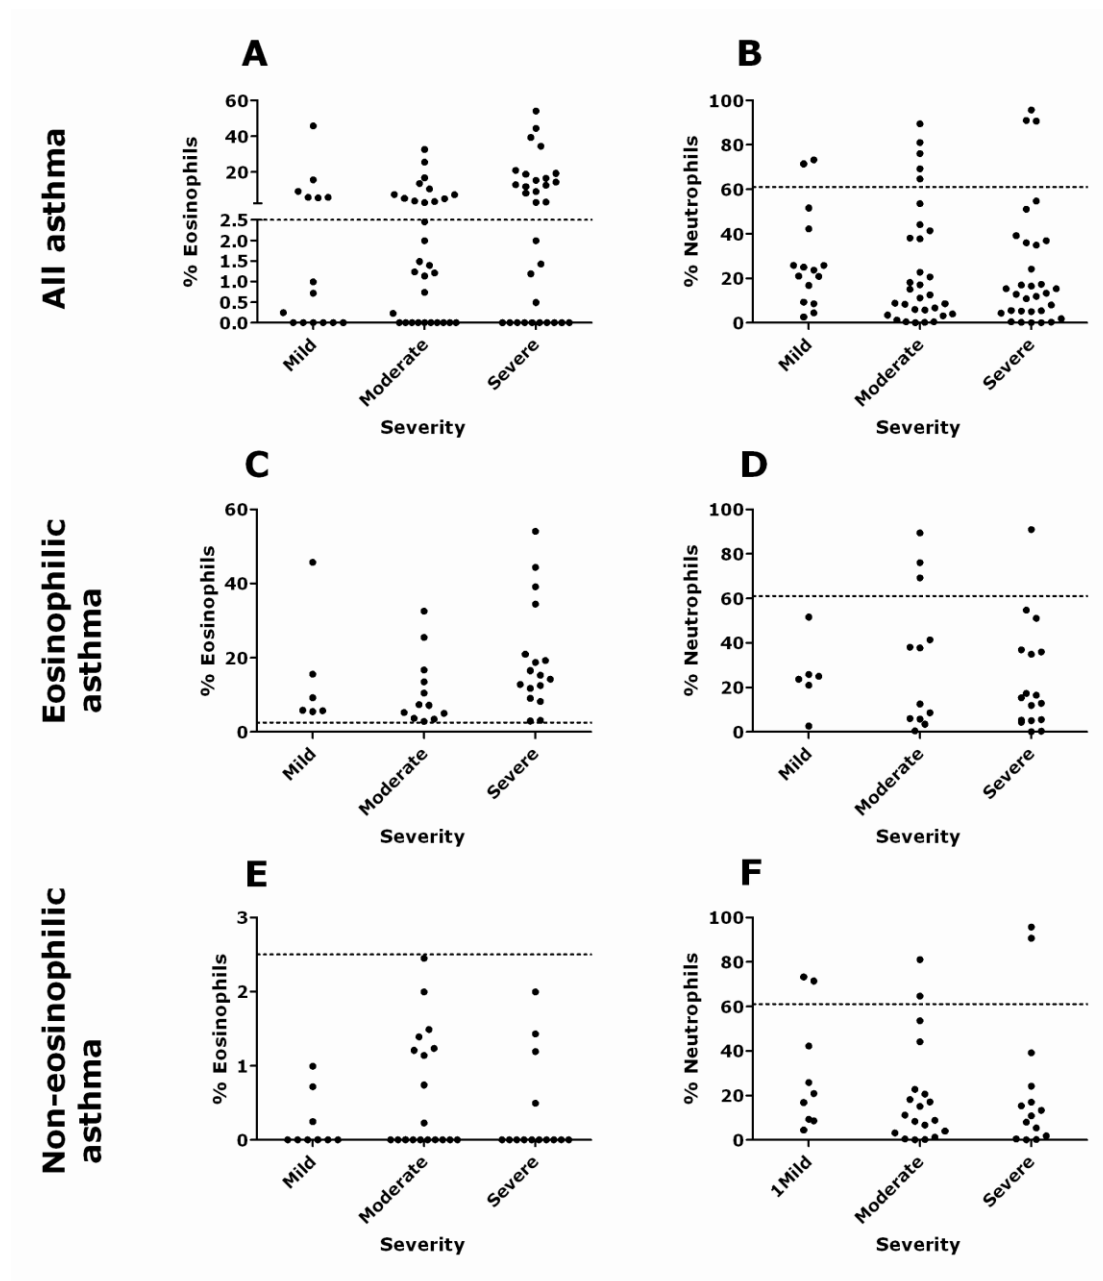 A
B
All asthma
% Eosinophils
60
40
20
2.5
2.0
1.5
1.0
0.5
0.0
Mild
Moderate
Severe
Severity
% Neutrophils
100
80
60
40
20
0
Mild
Moderate
Severe
Severity
C
D
Eosinophilic
asthma
% Eosinophils
60
40
20
0
Mild
Moderate
Severe
Severity
% Neutrophils
100
80
60
40
20
0
Mild
Moderate
Severe
Severity
E
F
Non-eosinophilic
asthma
% Eosinophils
3
2
1
0
Mild
Moderate
Severe
Severity
% Neutrophils
100
80
60
40
20
0
1Mild
Moderate
Severe
Severity